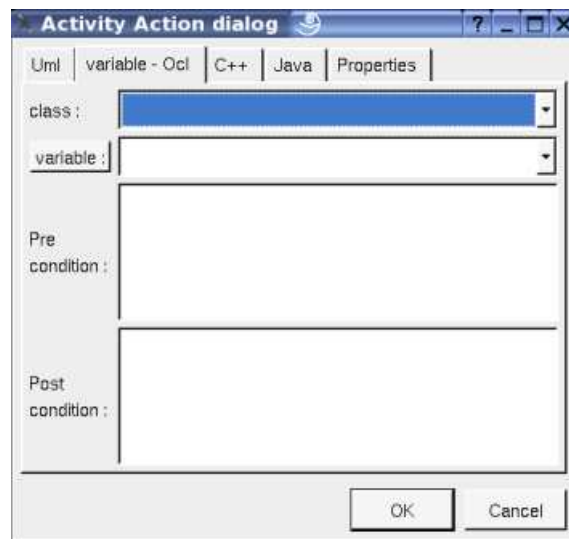 Activity Action dialog ? _
Uml variable - Ocl C++ Java Properties
class :
variable :
Pre
condition :
Post
condition :
OK Cancel